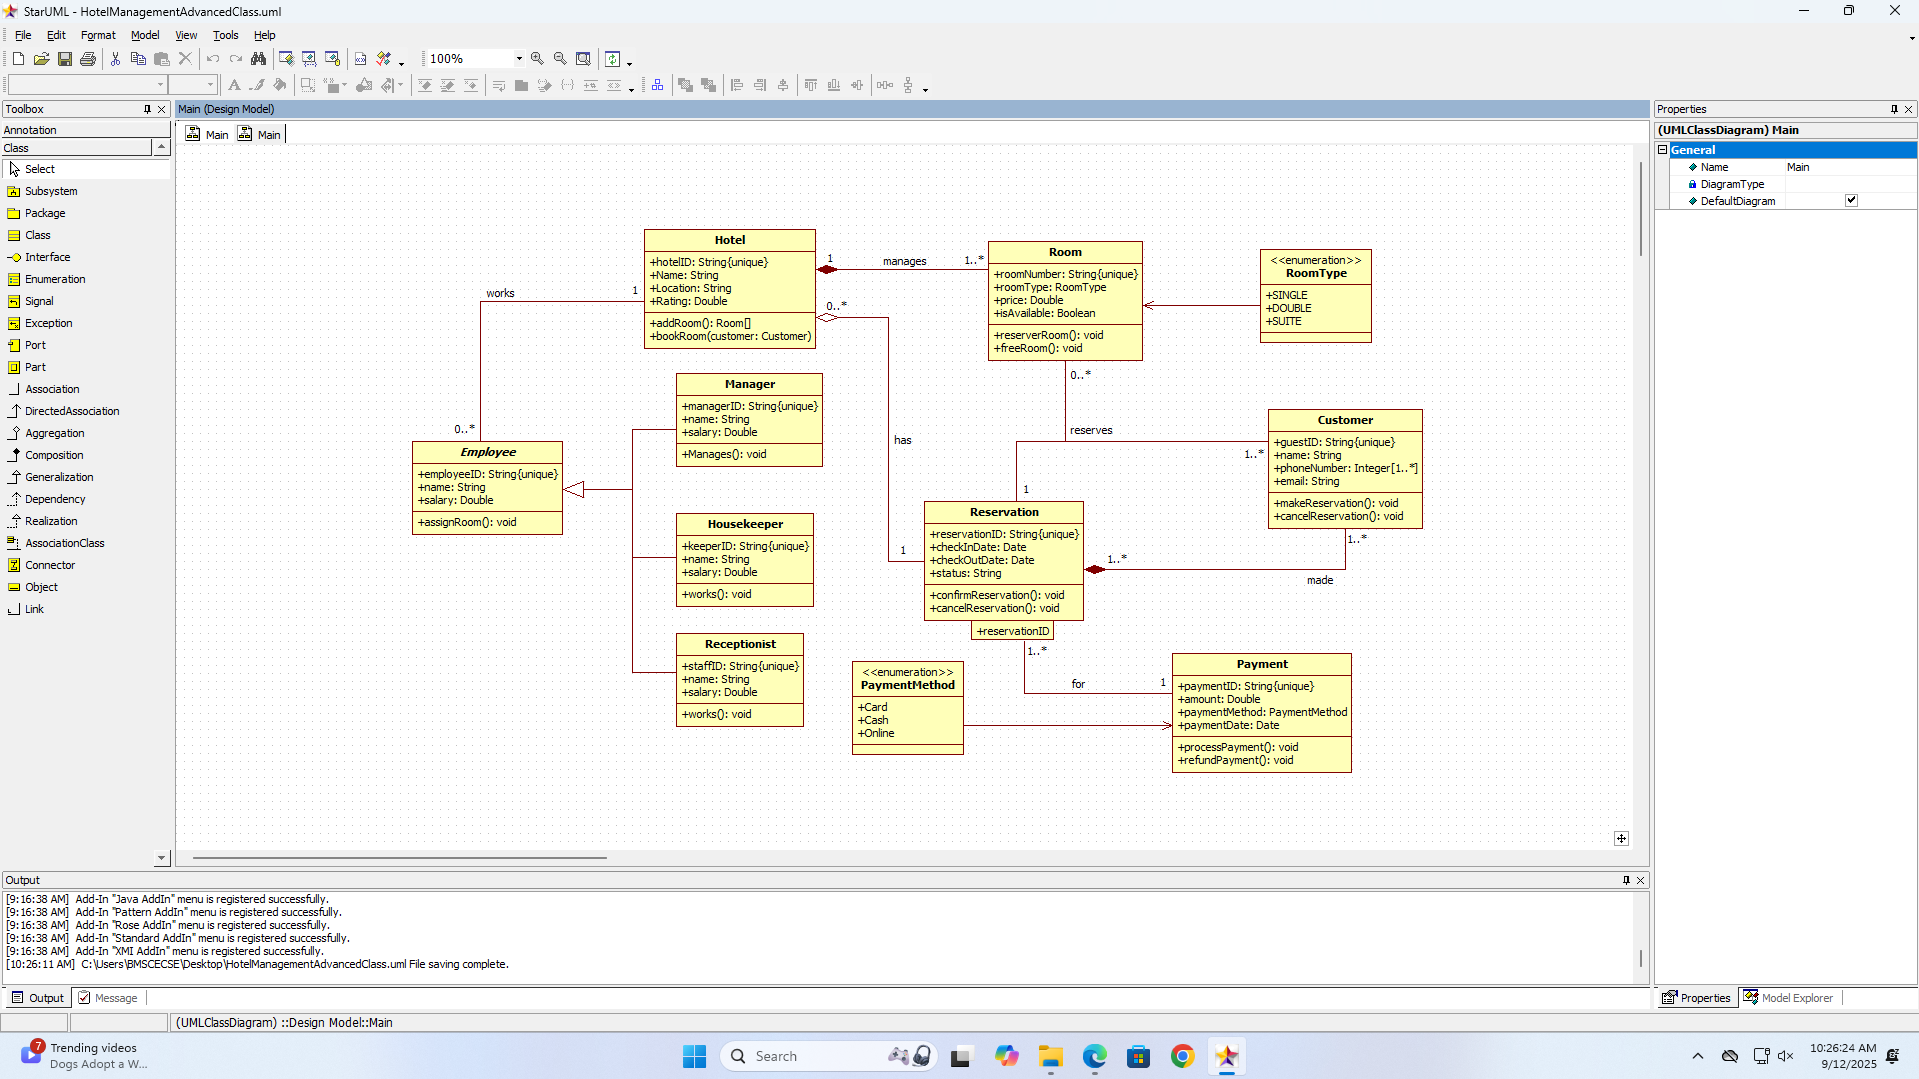 StarUML - HotelManagementAdvancedClass.uml
File Edit Format Model View Tools Help
100%
Toolbox
Annotation
Class
Select
Subsystem
Package
Class
Interface
Enumeration
Signal
Exception
Port
Part
Association
DirectedAssociation
Aggregation
Composition
Generalization
Dependency
Realization
AssociationClass
Connector
Object
Link
Main (Design Model)
Main Main
Hotel
+hotelID: String{unique}
+Name: String
+Location: String
+Rating: Double
+addRoom(): Room[]
+bookRoom(customer: Customer)
1 manages 1..*
Room
+roomNumber: String{unique}
+roomType: RoomType
+price: Double
+isAvailable: Boolean
+reserverRoom(): void
+freeRoom(): void
<<enumeration>>
RoomType
+SINGLE
+DOUBLE
+SUITE
works 1
0..*
0..*
has
1
Manager
+managerID: String{unique}
+name: String
+salary: Double
+Manages(): void
0..*
reserves
1..*
1
Customer
+guestID: String{unique}
+name: String
+phoneNumber: Integer[1..*]
+email: String
+makeReservation(): void
+cancelReservation(): void
Employee
+employeeID: String{unique}
+name: String
+salary: Double
+assignRoom(): void
Housekeeper
+keeperID: String{unique}
+name: String
+salary: Double
+works(): void
Reservation
+reservationID: String{unique}
+checkInDate: Date
+checkOutDate: Date
+status: String
+confirmReservation(): void
+cancelReservation(): void
+reservationID
1..*
1..*
made
Receptionist
+staffID: String{unique}
+name: String
+salary: Double
+works(): void
<<enumeration>>
PaymentMethod
+Card
+Cash
+Online
1..*
for 1
Payment
+paymentID: String{unique}
+amount: Double
+paymentMethod: PaymentMethod
+paymentDate: Date
+processPayment(): void
+refundPayment(): void
Properties
(UMLClassDiagram) Main
General
Name Main
DiagramType
DefaultDiagram
Output
[9:16:38 AM] Add-In "Java AddIn" menu is registered successfully.
[9:16:38 AM] Add-In "Pattern AddIn" menu is registered successfully.
[9:16:38 AM] Add-In "Rose AddIn" menu is registered successfully.
[9:16:38 AM] Add-In "Standard AddIn" menu is registered successfully.
[9:16:38 AM] Add-In "XMI AddIn" menu is registered successfully.
[10:26:11 AM] C:\Users\BMSCECSE\Desktop\HotelManagementAdvancedClass.uml File saving complete.
Output Message
Properties Model Explorer
(UMLClassDiagram) ::Design Model::Main
7
Trending videos
Dogs Adopt a W...
Search
10:26:24 AM
9/12/2025